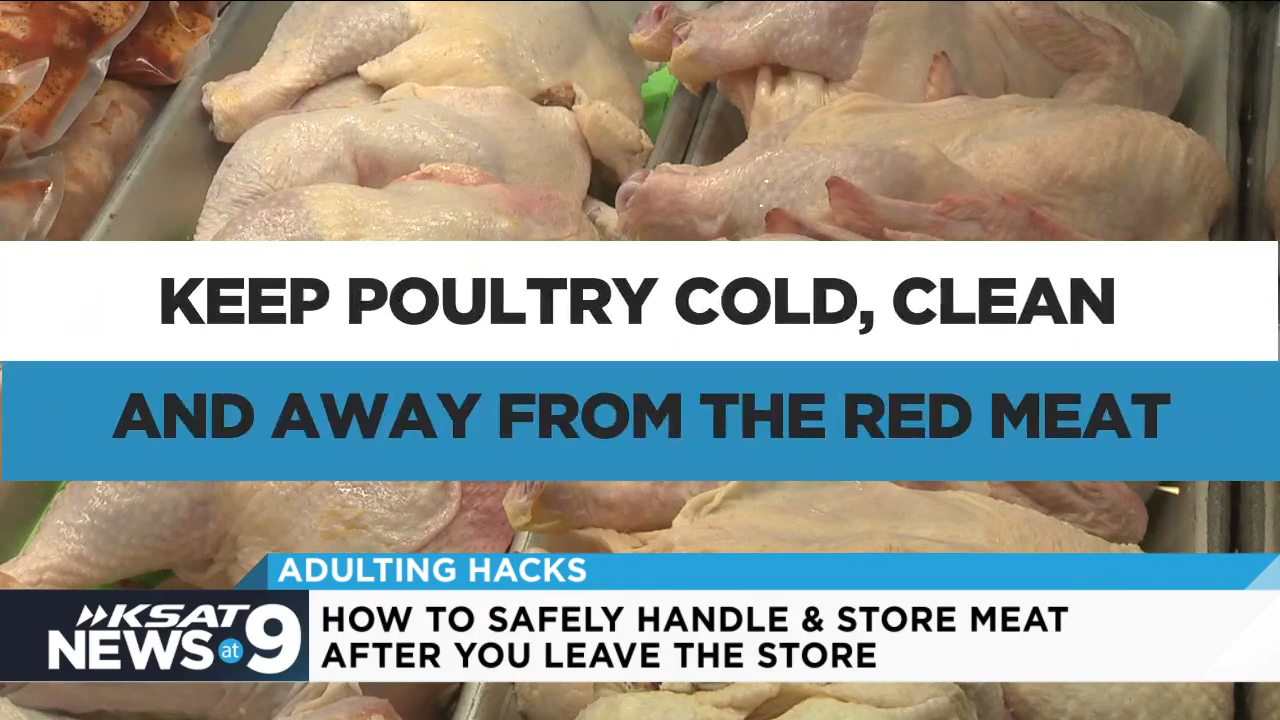 KEEP POULTRY COLD, CLEAN
AND AWAY FROM THE RED MEAT
ADULTING HACKS
KSAT
NEWS at 9
HOW TO SAFELY HANDLE & STORE MEAT
AFTER YOU LEAVE THE STORE